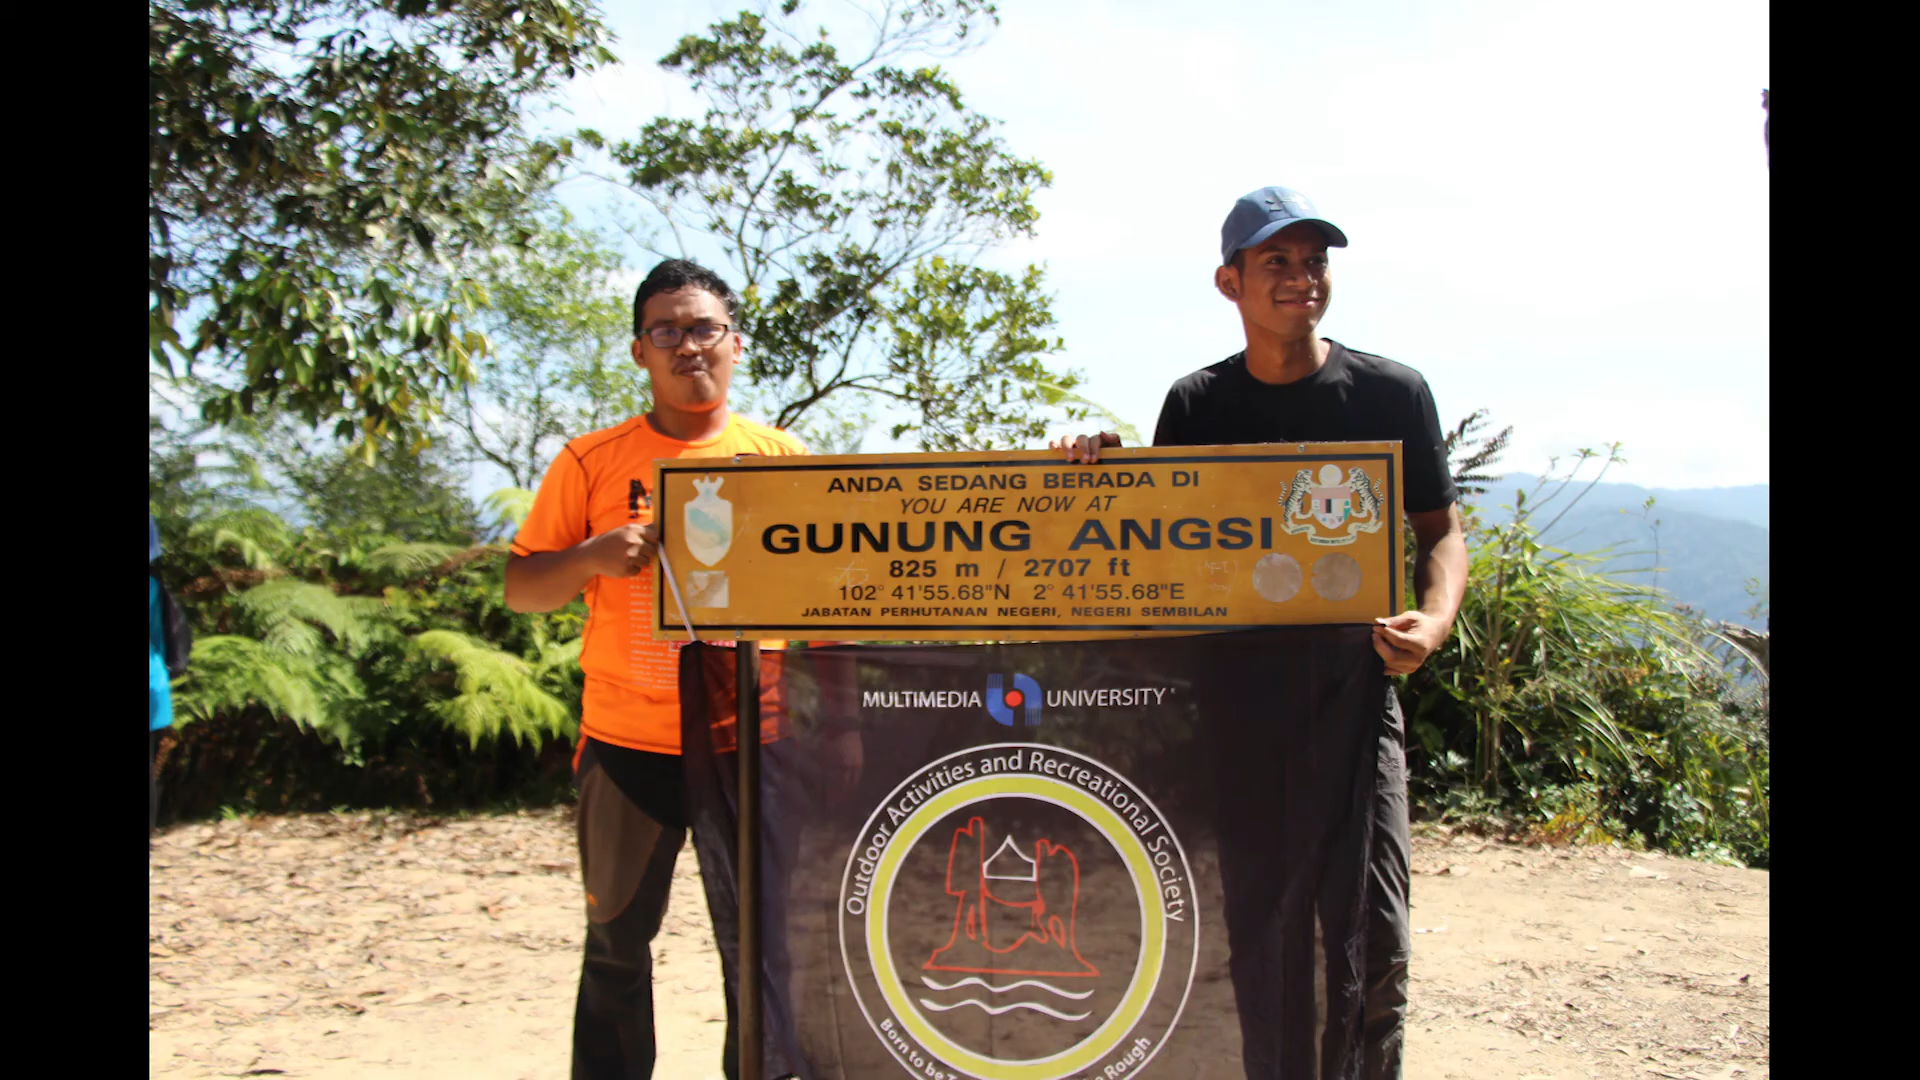 ANDA SEDANG BERADA DI
YOU ARE NOW AT
GUNUNG ANGSI
825 m / 2707 ft
102° 41'55.68"N 2° 41'55.68"E
JABATAN PERHUTANAN NEGERI, NEGERI SEMBILAN
MULTIMEDIA UNIVERSITY
Outdoor Activities and Recreational Society
Born to be
Rough